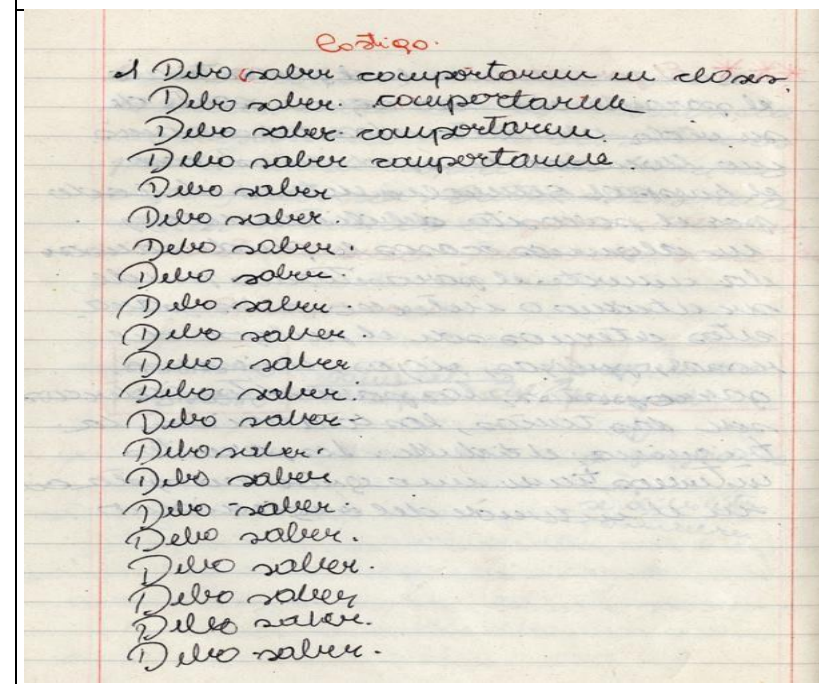 Castigo.
1 Debo saber comportarme en clases.
Debo saber. comportarme
Debo saber. comportarme.
Debo saber comportarme.
Debo saber
Debo saber.
Debo saber.
Debo saber.
Debo saber.
Debo saber.
Debo saber
Debo saber.
Debo saber-
Debo saber.
Debo saber
Debo saber.
Debo saber.
Debo saber.
Debo saber
Debo saber.
Debo saber.